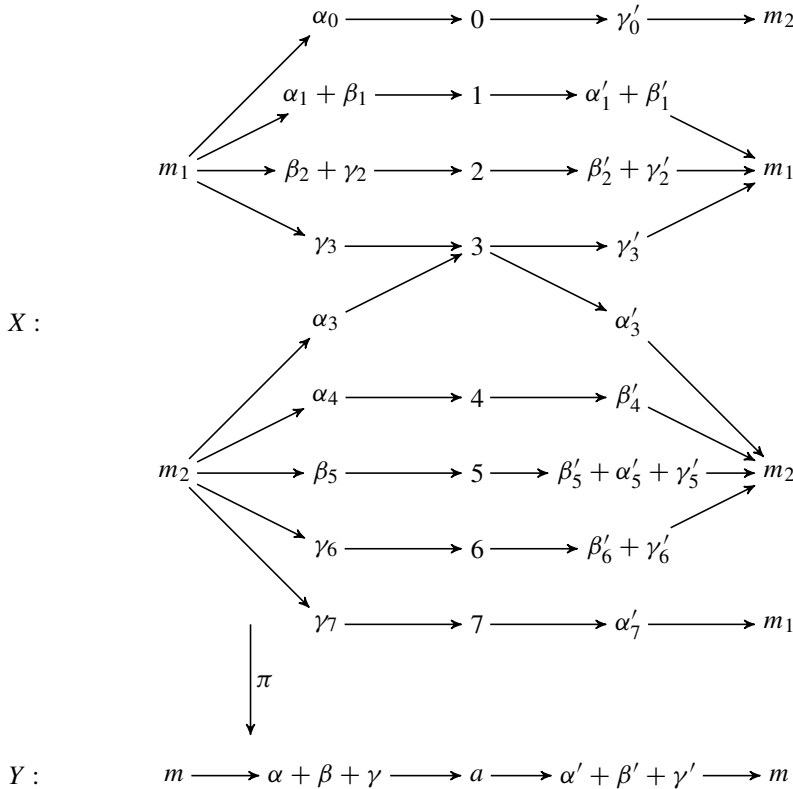 α₀ 0 γ′₀ m₂
α₁ + β₁ 1 α′₁ + β′₁
m₁ β₂ + γ₂ 2 β′₂ + γ′₂ m₁
γ₃ 3 γ′₃
X : α₃ α′₃
α₄ 4 β′₄
m₂ β₅ 5 β′₅ + α′₅ + γ′₅ m₂
γ₆ 6 β′₆ + γ′₆
γ₇ 7 α′₇ m₁
π
Y : m α + β + γ a α′ + β′ + γ′ m